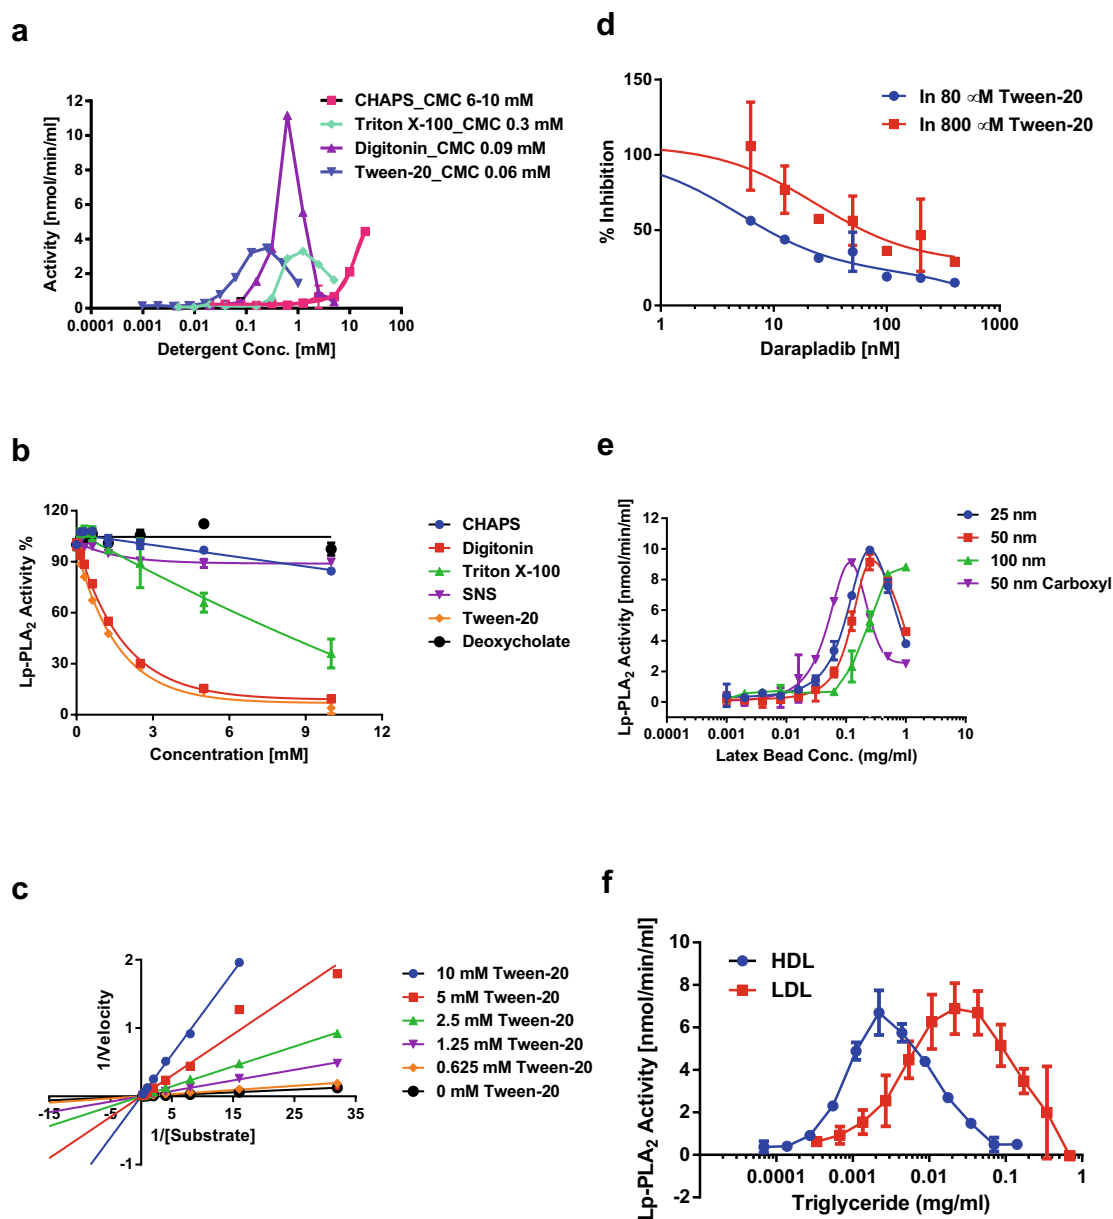 a
12
10
8
6
4
2
0
Activity [nmol/min/ml]
CHAPS_CMC 6-10 mM
Triton X-100_CMC 0.3 mM
Digitonin_CMC 0.09 mM
Tween-20_CMC 0.06 mM
0.0001 0.001 0.01 0.1 1 10 100
Detergent Conc. [mM]
d
150
100
50
0
% Inhibition
In 80 ∝M Tween-20
In 800 ∝M Tween-20
1 10 100 1000
Darapladib [nM]
b
120
90
60
30
0
Lp-PLA₂ Activity %
CHAPS
Digitonin
Triton X-100
SNS
Tween-20
Deoxycholate
0 3 6 9 12
Concentration [mM]
e
12
10
8
6
4
2
0
Lp-PLA₂ Activity [nmol/min/ml]
25 nm
50 nm
100 nm
50 nm Carboxyl
0.0001 0.001 0.01 0.1 1 10
Latex Bead Conc. (mg/ml)
c
2
1
-1
1/Velocity
10 mM Tween-20
5 mM Tween-20
2.5 mM Tween-20
1.25 mM Tween-20
0.625 mM Tween-20
0 mM Tween-20
-15 -5 5 15 25 35
1/[Substrate]
f
10
8
6
4
2
0
-2
Lp-PLA₂ Activity [nmol/min/ml]
HDL
LDL
0.0001 0.001 0.01 0.1 1
Triglyceride (mg/ml)